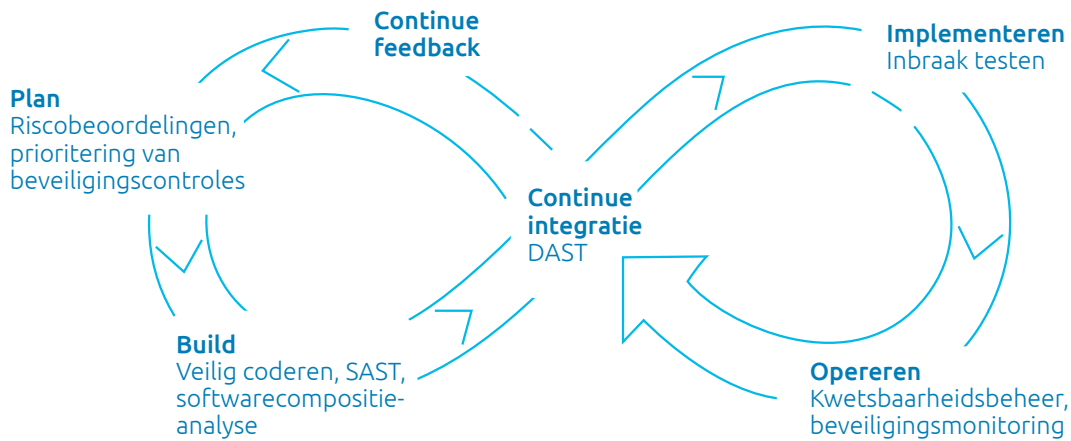 Continue
feedback
Implementeren
Inbraak testen
Plan
Riscobeoordelingen,
prioritering van
beveiligingscontroles
Continue
integratie
DAST
Build
Veilig coderen, SAST,
softwarecompositie-
analyse
Opereren
Kwetsbaarheidsbeheer,
beveiligingsmonitoring